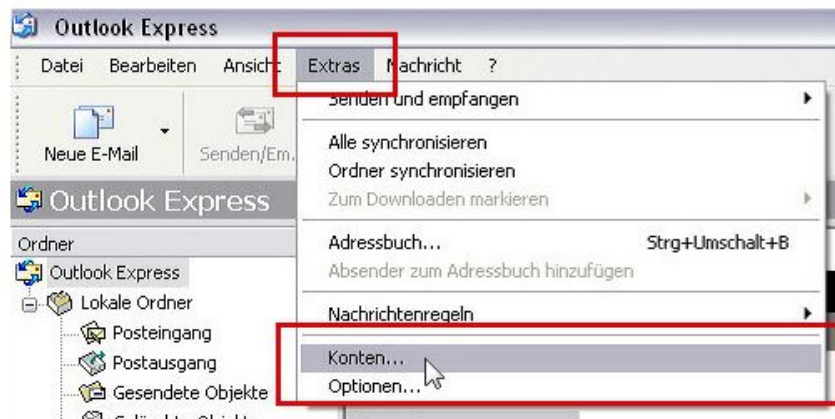 Outlook Express
Datei Bearbeiten Ansicht Extras Nachricht ?
Neue E-Mail
Senden/Em.
Senden und empfangen
Alle synchronisieren
Ordner synchronisieren
Zum Downloaden markieren
Adressbuch... Strg+Umschalt+B
Absender zum Adressbuch hinzufügen
Nachrichtenregeln
Konten...
Optionen...
Outlook Express
Ordner
Outlook Express
Lokale Ordner
Posteingang
Postausgang
Gesendete Objekte